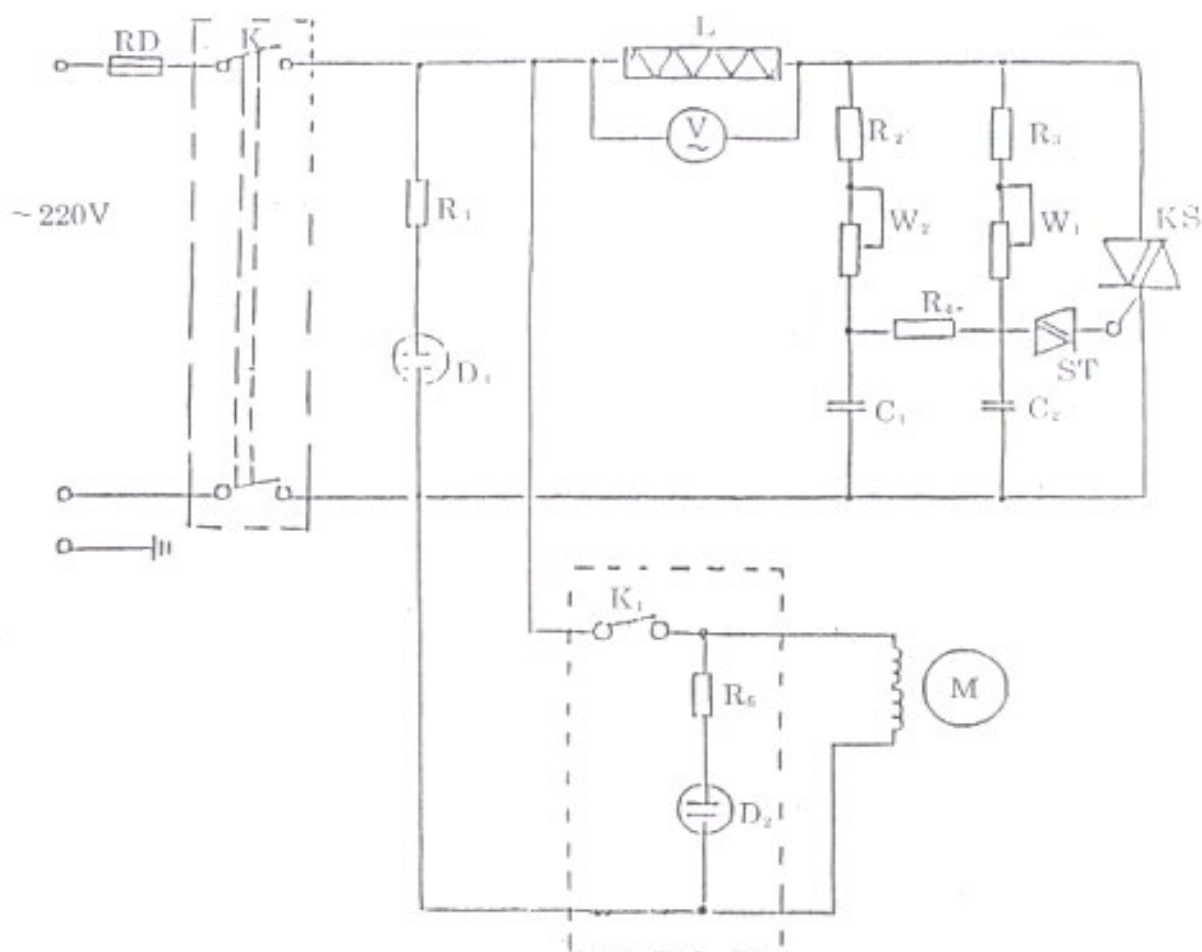 RD K L
V
R₂ R₃
~220V R₁
W₂ W₁ KS
R₄
D₁ ST
C₁ C₂
K₁
R₅ M
D₂